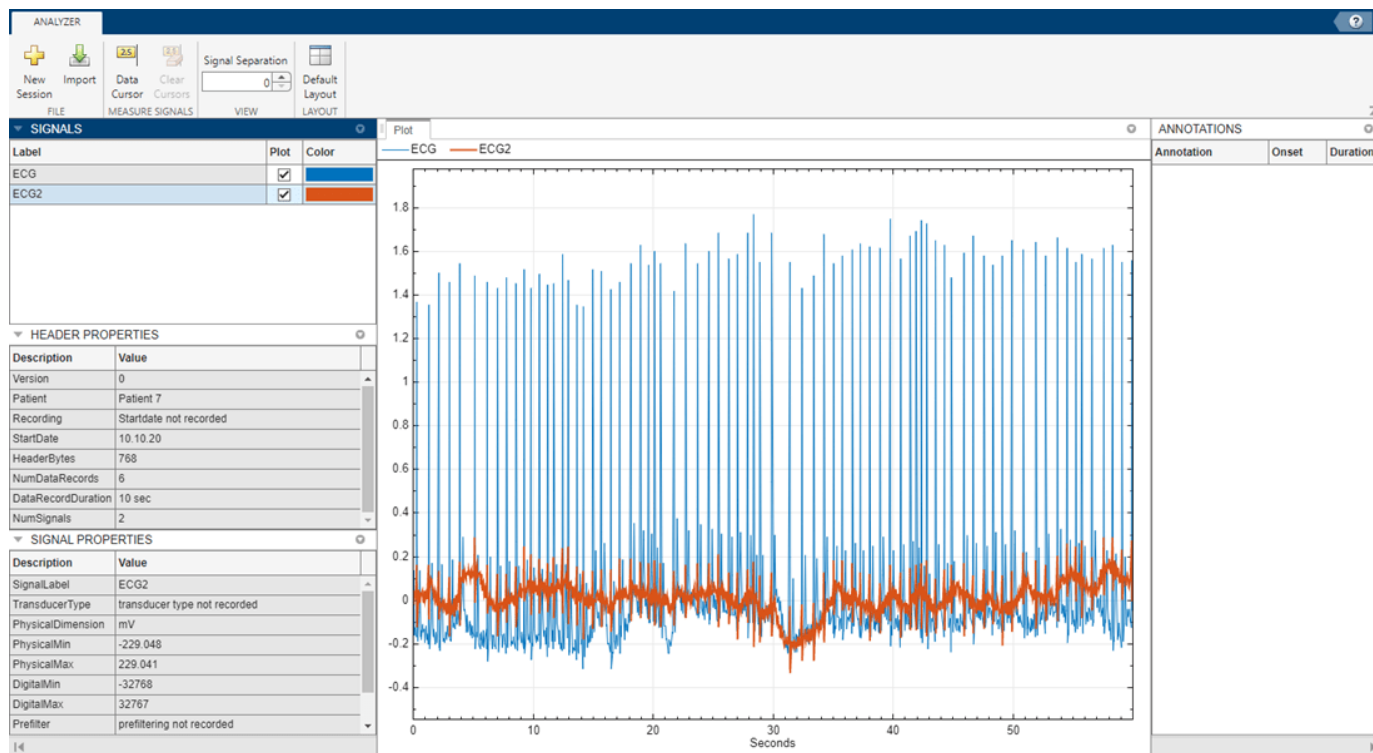 ANALYZER
?
2.5
New Session
Import
Data Cursor
Clear Cursors
Signal Separation
0
Default Layout
FILE
MEASURE SIGNALS
VIEW
LAYOUT
SIGNALS
Label Plot Color
ECG
ECG2
HEADER PROPERTIES
Description Value
Version 0
Patient Patient 7
Recording Startdate not recorded
StartDate 10.10.20
HeaderBytes 768
NumDataRecords 6
DataRecordDuration 10 sec
NumSignals 2
SIGNAL PROPERTIES
Description Value
SignalLabel ECG2
TransducerType transducer type not recorded
PhysicalDimension mV
PhysicalMin -229.048
PhysicalMax 229.041
DigitalMin -32768
DigitalMax 32767
Prefilter prefiltering not recorded
Plot
ECG ECG2
1.8
1.6
1.4
1.2
1
0.8
0.6
0.4
0.2
0
-0.2
-0.4
0 10 20 30 40 50
Seconds
ANNOTATIONS
Annotation Onset Duration